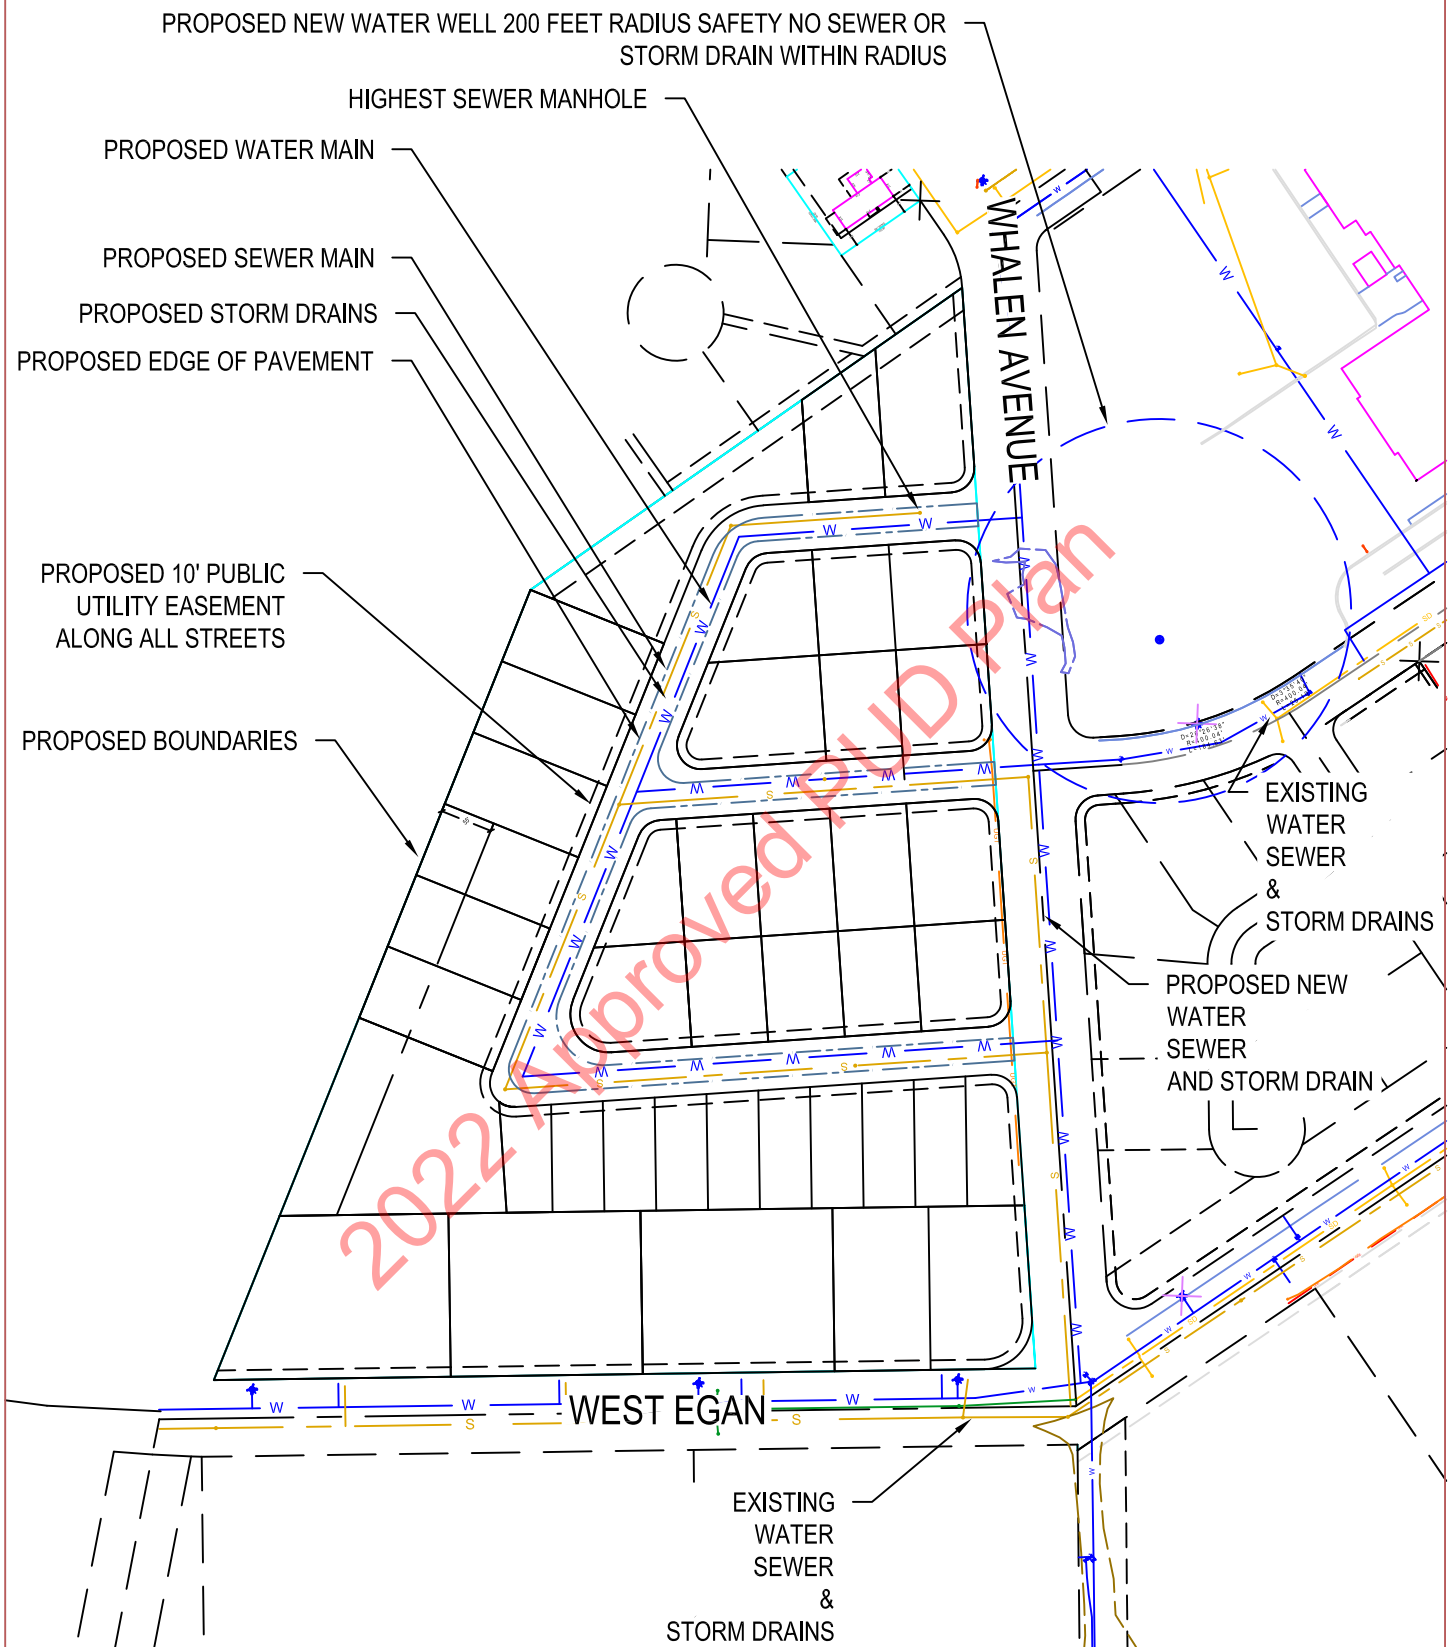 PROPOSED NEW WATER WELL 200 FEET RADIUS SAFETY NO SEWER OR
STORM DRAIN WITHIN RADIUS
HIGHEST SEWER MANHOLE
PROPOSED WATER MAIN
PROPOSED SEWER MAIN
PROPOSED STORM DRAINS
PROPOSED EDGE OF PAVEMENT
WHALEN AVENUE
PROPOSED 10' PUBLIC
UTILITY EASEMENT
ALONG ALL STREETS
PROPOSED BOUNDARIES
2022 Approved PUD Plan
EXISTING
WATER
SEWER
&
STORM DRAINS
PROPOSED NEW
WATER
SEWER
AND STORM DRAIN
WEST EGAN
EXISTING
WATER
SEWER
&
STORM DRAINS